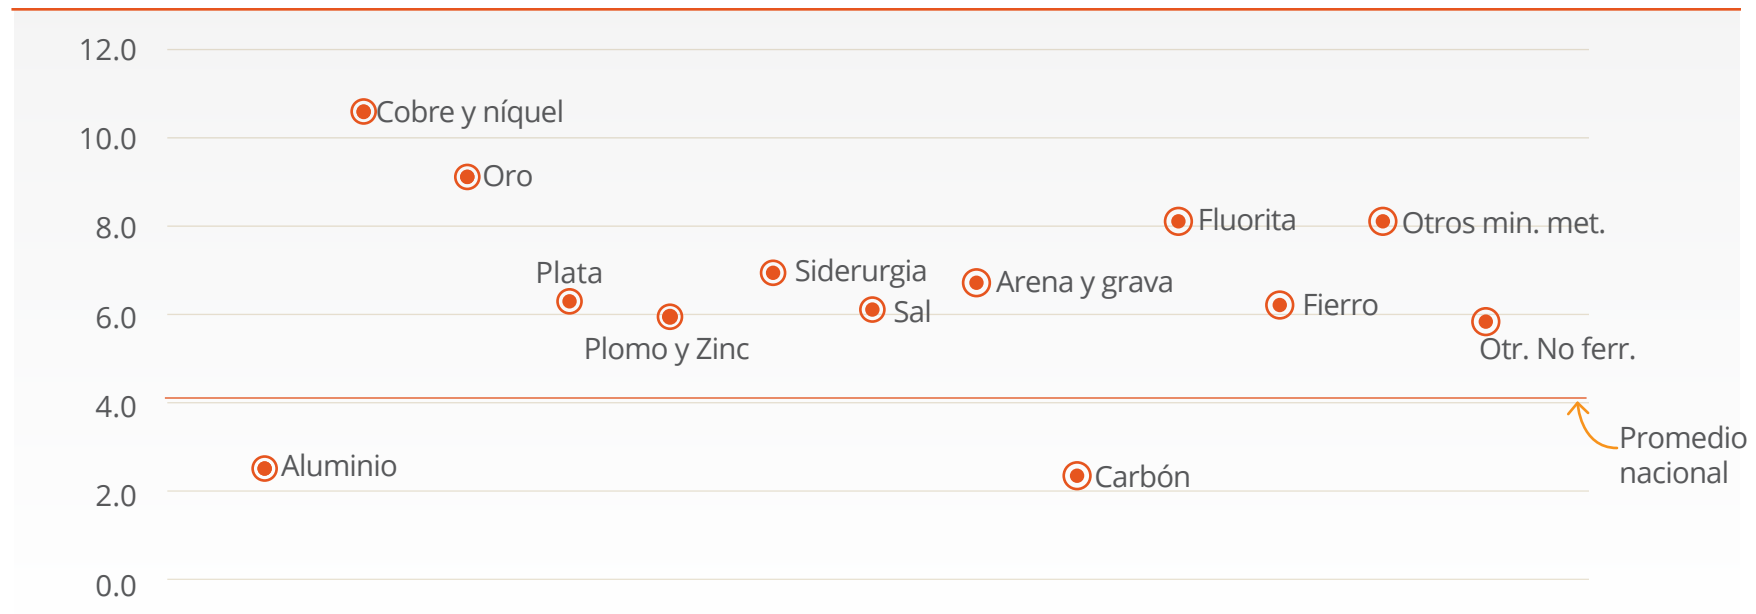 12.0
Cobre y níquel
10.0
Oro
8.0
Fluorita
Otros min. met.
Plata
Siderurgia
Arena y grava
Fierro
Sal
6.0
Plomo y Zinc
Otr. No ferr.
4.0
Promedio
nacional
Aluminio
Carbón
2.0
0.0